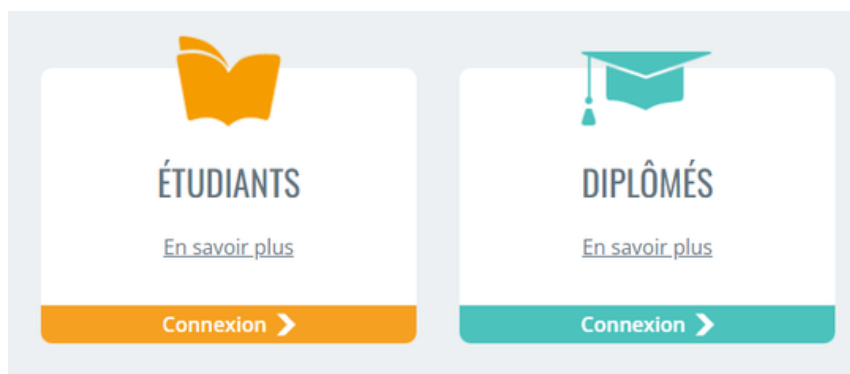 ÉTUDIANTS
En savoir plus
Connexion
DIPLÔMÉS
En savoir plus
Connexion